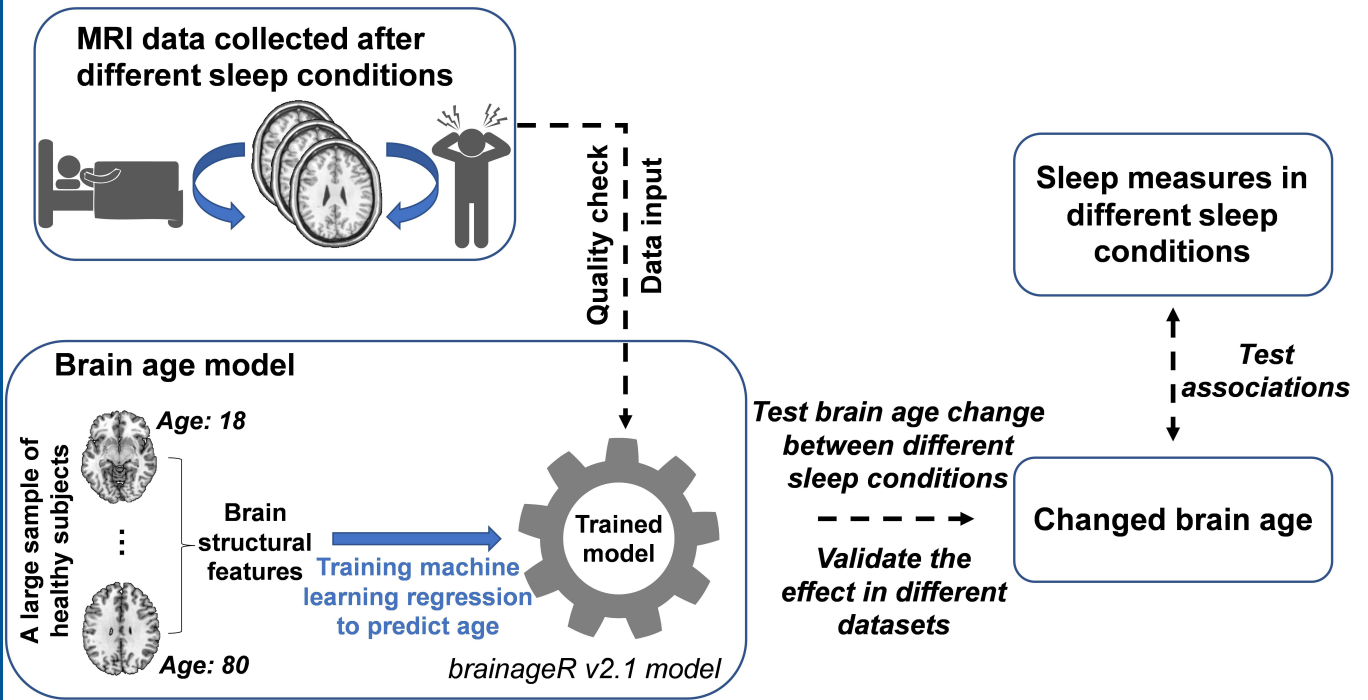 MRI data collected after
different sleep conditions
Quality check
Data input
Brain age model
A large sample of
healthy subjects
Age: 18
...
Age: 80
Brain
structural
features
Training machine
learning regression
to predict age
Trained
model
brainageR v2.1 model
Test brain age change
between different
sleep conditions
Validate the
effect in different
datasets
Sleep measures in
different sleep
conditions
Test
associations
Changed brain age